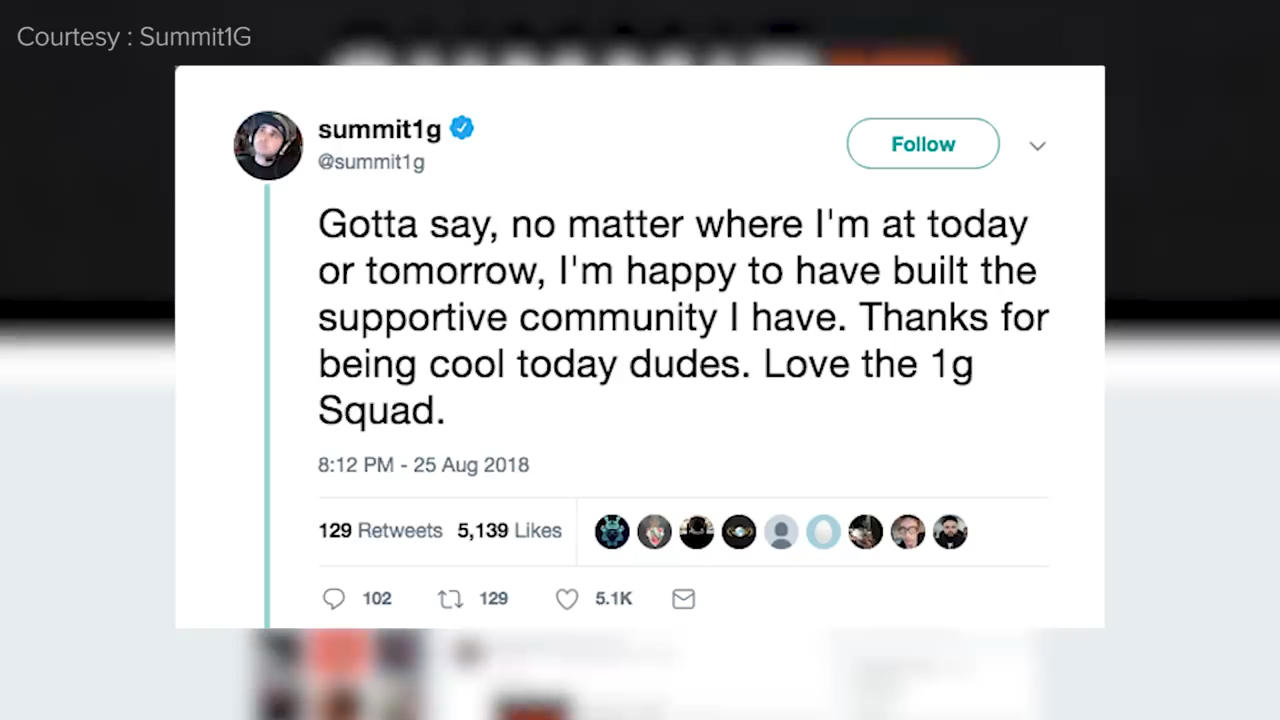 Courtesy : Summit1G
summit1g
@summit1g
Follow
Gotta say, no matter where I'm at today
or tomorrow, I'm happy to have built the
supportive community I have. Thanks for
being cool today dudes. Love the 1g
Squad.
8:12 PM - 25 Aug 2018
129 Retweets 5,139 Likes
102 129 5.1K